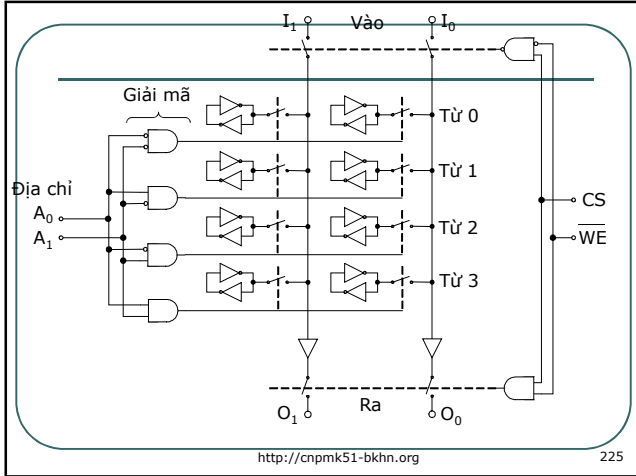 I₁ Vào I₀
Giải mã
Từ 0
Từ 1
Địa chỉ
A₀
CS
Từ 2
A₁
W̅E̅
Từ 3
O₁ Ra O₀
http://cnpmk51-bkhn.org 225